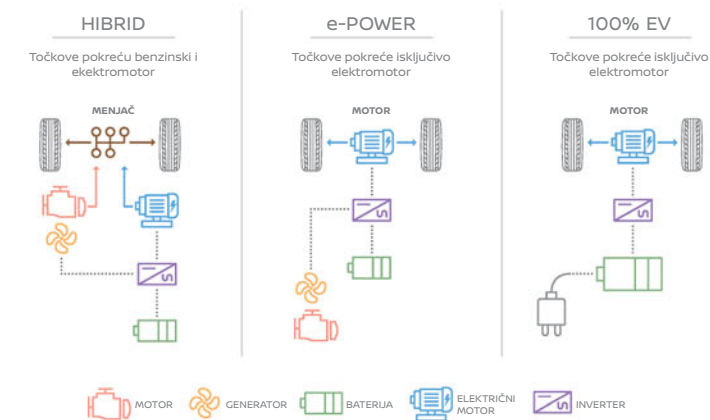 HIBRID
Točkove pokreću benzinski i
ekektromotor
MENJAČ
e-POWER
Točkove pokreće isključivo
elektromotor
MOTOR
100% EV
Točkove pokreće isključivo
elektromotor
MOTOR
MOTOR
GENERATOR
BATERIJA
ELEKTRIČNI
MOTOR
INVERTER